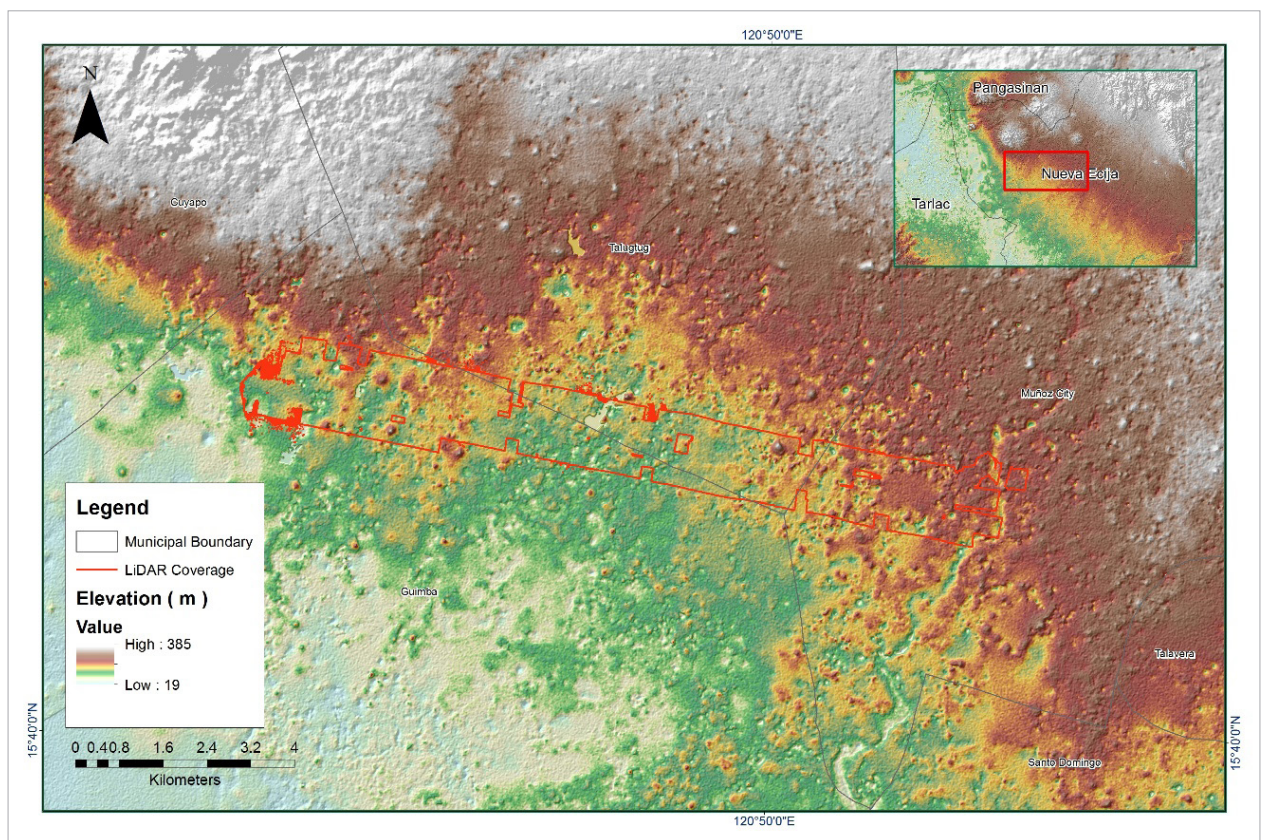 120°50'0"E
N
Pangasinan
Nueva Ecija
Tarlac
Cuyapo
Talugtug
Muñoz City
Guimba
Talavera
Santo Domingo
Legend
Municipal Boundary
LiDAR Coverage
Elevation ( m )
Value
High : 385
Low : 19
0 0.40.8 1.6 2.4 3.2 4
Kilometers
15°40'0"N
15°40'0"N
120°50'0"E